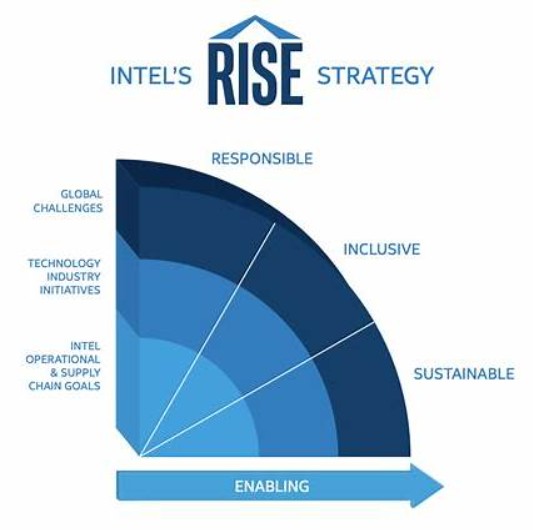 INTEL'S RISE STRATEGY
RESPONSIBLE
GLOBAL
CHALLENGES
INCLUSIVE
TECHNOLOGY
INDUSTRY
INITIATIVES
INTEL
OPERATIONAL
& SUPPLY
CHAIN GOALS
SUSTAINABLE
ENABLING